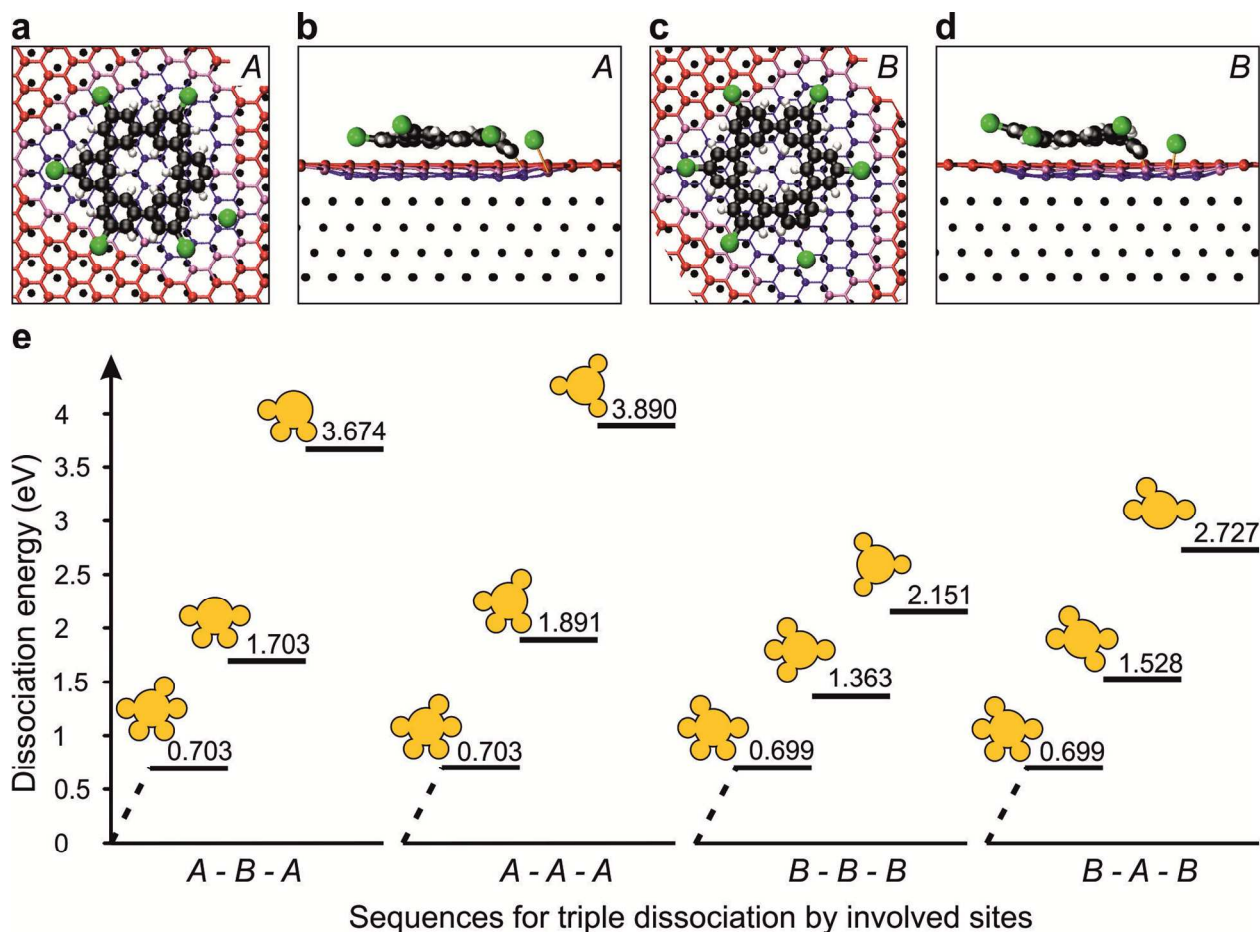 a
b
c
d
A
A
B
B
e
Dissociation energy (eV)
4
3.5
3
2.5
2
1.5
1
0.5
0
3.674
1.703
0.703
A - B - A
3.890
1.891
0.703
A - A - A
2.151
1.363
0.699
B - B - B
2.727
1.528
0.699
B - A - B
Sequences for triple dissociation by involved sites